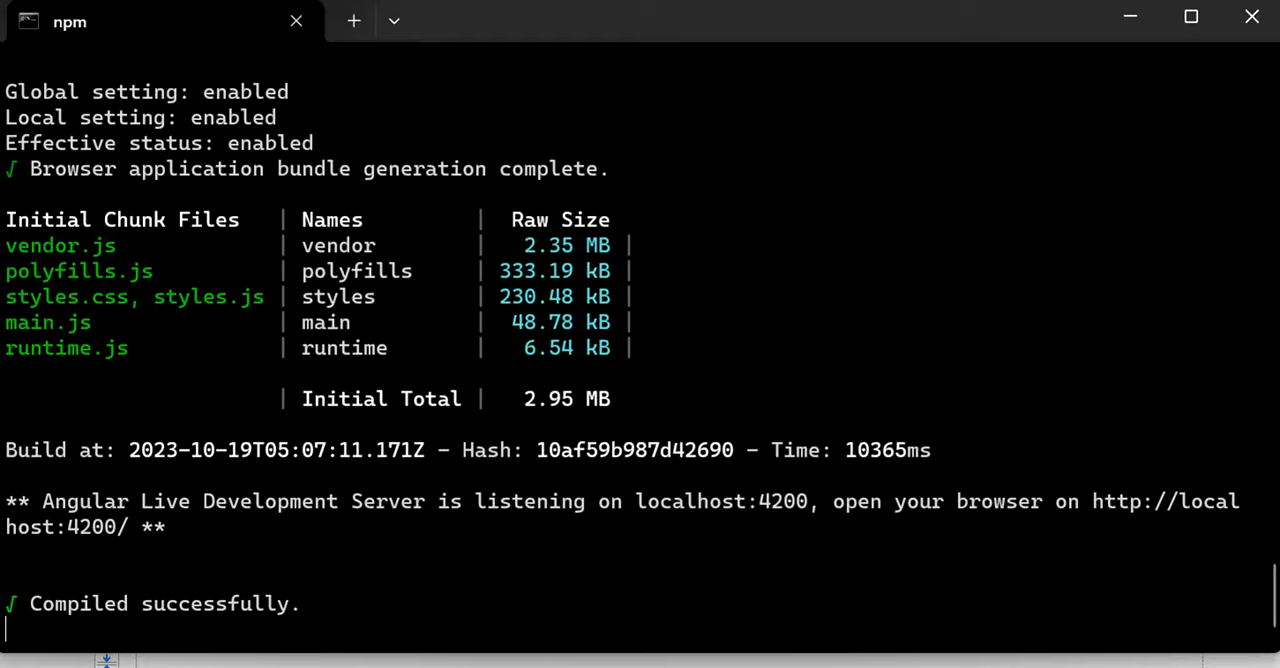 npm
Global setting: enabled
Local setting: enabled
Effective status: enabled
√ Browser application bundle generation complete.
Initial Chunk Files | Names | Raw Size
vendor.js | vendor | 2.35 MB |
polyfills.js | polyfills | 333.19 kB |
styles.css, styles.js | styles | 230.48 kB |
main.js | main | 48.78 kB |
runtime.js | runtime | 6.54 kB |
| Initial Total | 2.95 MB
Build at: 2023-10-19T05:07:11.171Z - Hash: 10af59b987d42690 - Time: 10365ms
** Angular Live Development Server is listening on localhost:4200, open your browser on http://local
host:4200/ **
√ Compiled successfully.